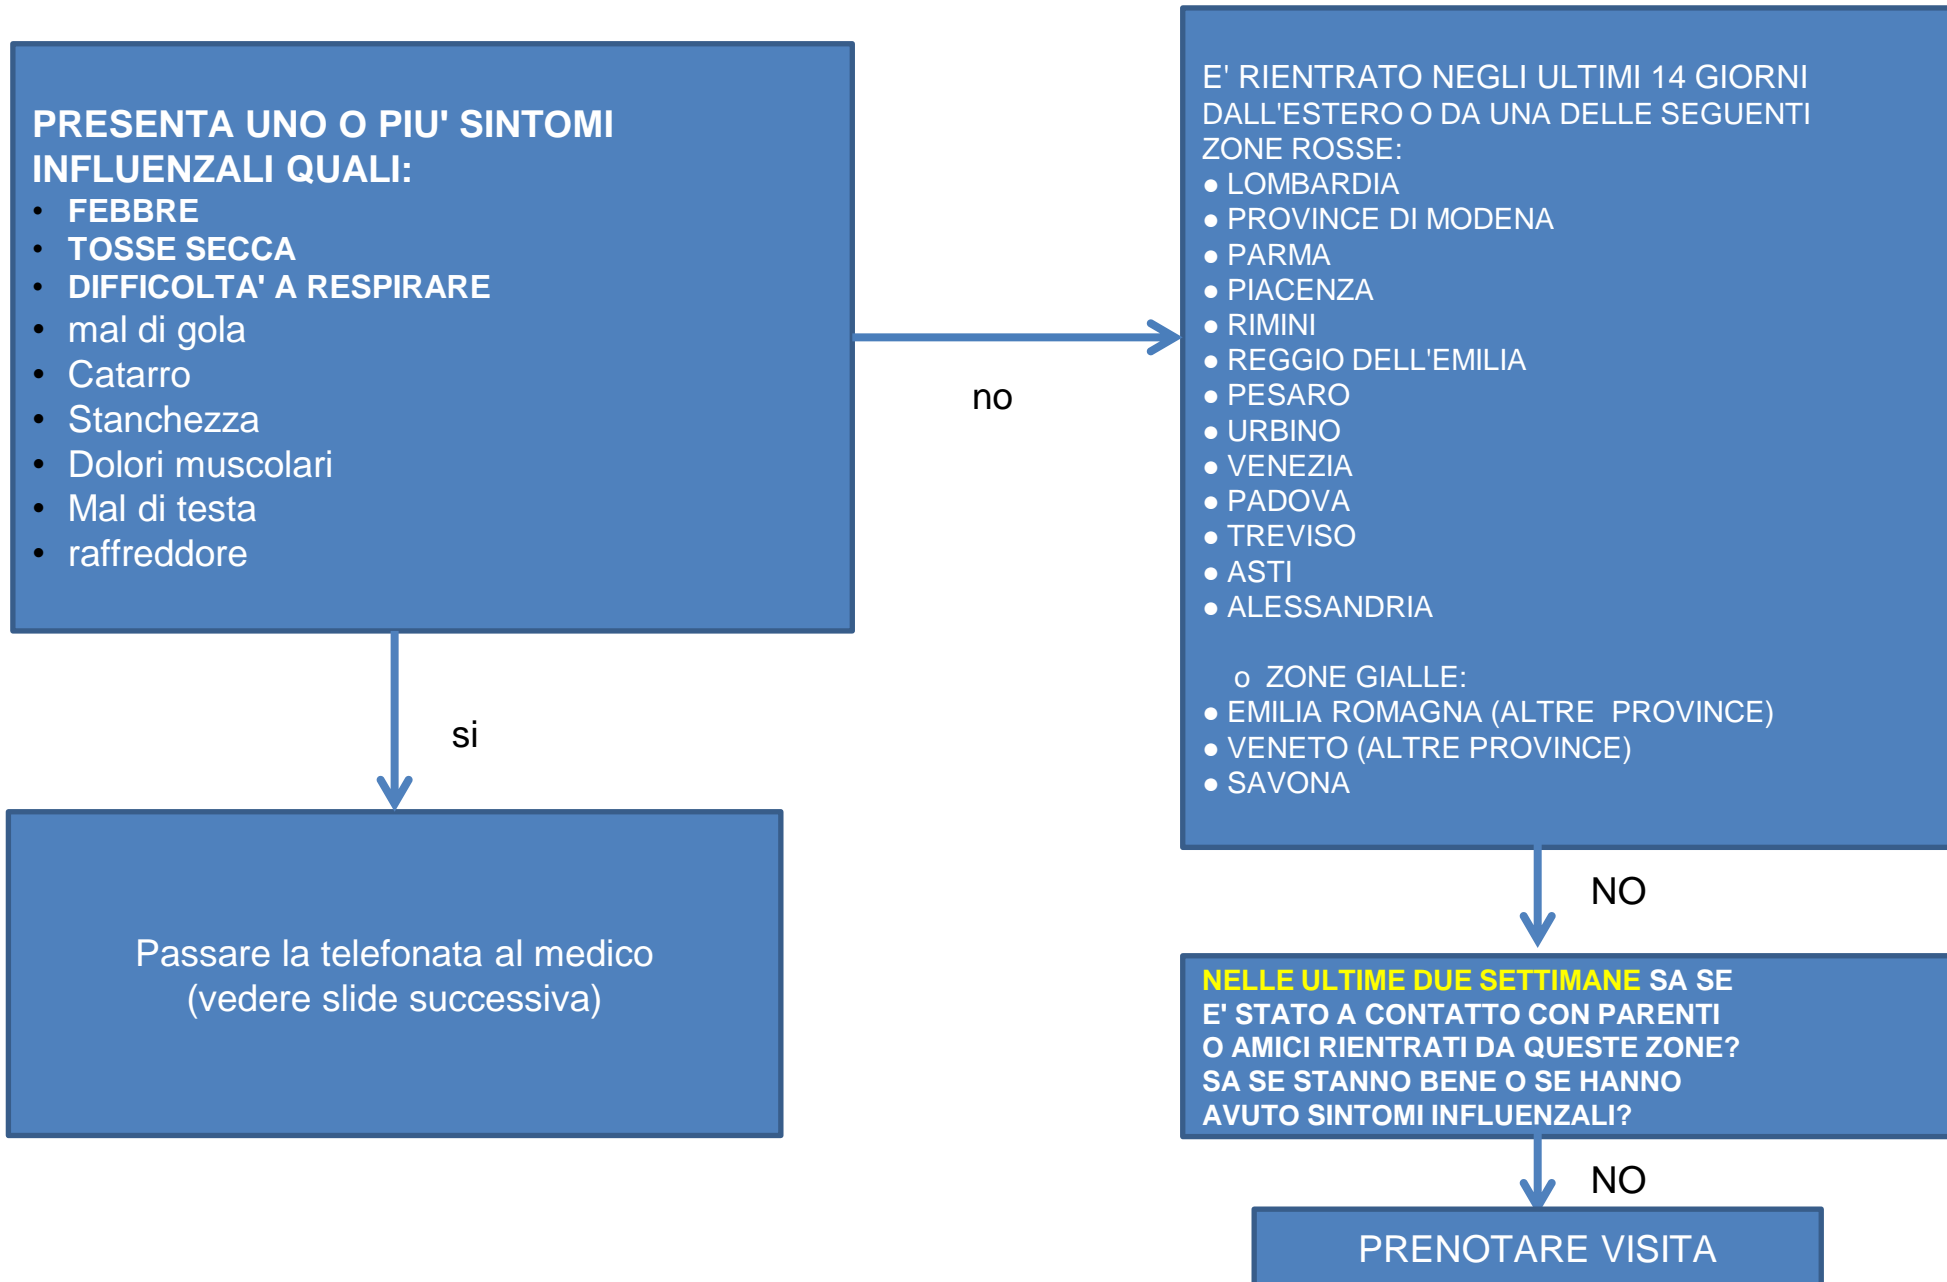 PRESENTA UNO O PIU' SINTOMI
INFLUENZALI QUALI:
• FEBBRE
• TOSSE SECCA
• DIFFICOLTA' A RESPIRARE
• mal di gola
• Catarro
• Stanchezza
• Dolori muscolari
• Mal di testa
• raffreddore
si
Passare la telefonata al medico
(vedere slide successiva)
no
E' RIENTRATO NEGLI ULTIMI 14 GIORNI
DALL'ESTERO O DA UNA DELLE SEGUENTI
ZONE ROSSE:
● LOMBARDIA
● PROVINCE DI MODENA
● PARMA
● PIACENZA
● RIMINI
● REGGIO DELL'EMILIA
● PESARO
● URBINO
● VENEZIA
● PADOVA
● TREVISO
● ASTI
● ALESSANDRIA
o ZONE GIALLE:
● EMILIA ROMAGNA (ALTRE PROVINCE)
● VENETO (ALTRE PROVINCE)
● SAVONA
NO
NELLE ULTIME DUE SETTIMANE SA SE
E' STATO A CONTATTO CON PARENTI
O AMICI RIENTRATI DA QUESTE ZONE?
SA SE STANNO BENE O SE HANNO
AVUTO SINTOMI INFLUENZALI?
NO
PRENOTARE VISITA